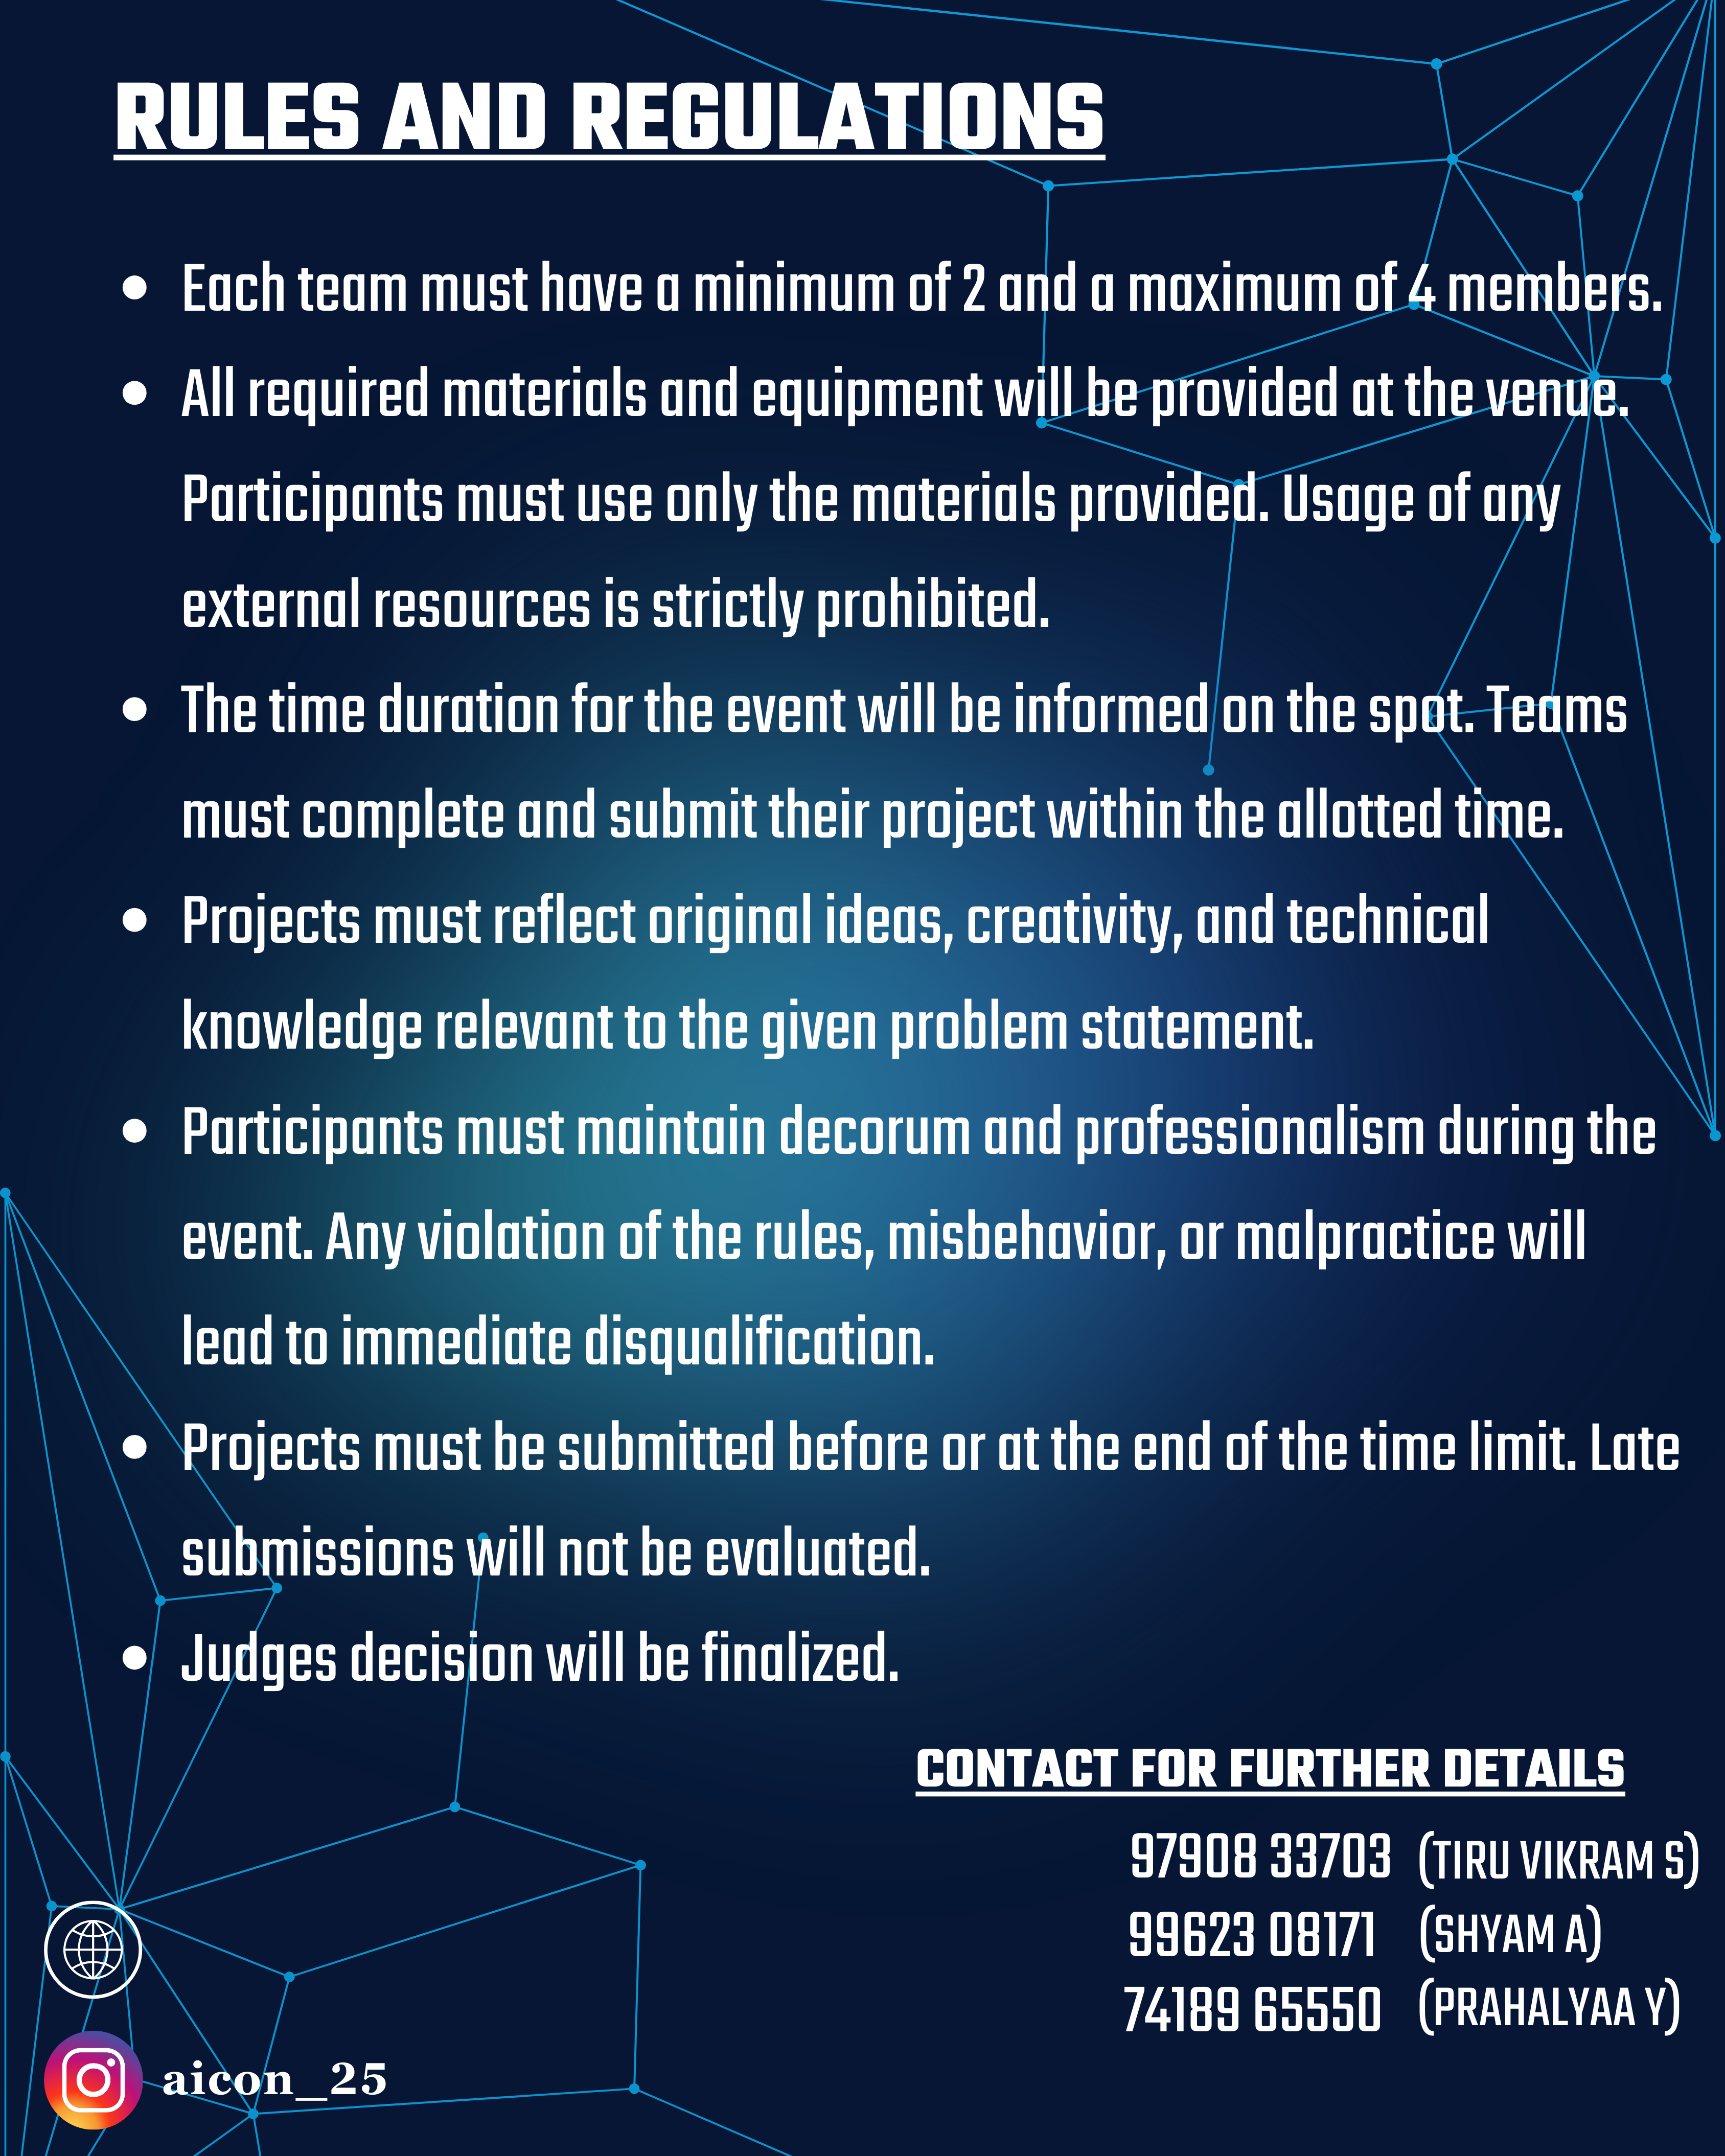 RULES AND REGULATIONS
• Each team must have a minimum of 2 and a maximum of 4 members.
• All required materials and equipment will be provided at the venue.
Participants must use only the materials provided. Usage of any
external resources is strictly prohibited.
• The time duration for the event will be informed on the spot. Teams
must complete and submit their project within the allotted time.
• Projects must reflect original ideas, creativity, and technical
knowledge relevant to the given problem statement.
• Participants must maintain decorum and professionalism during the
event. Any violation of the rules, misbehavior, or malpractice will
lead to immediate disqualification.
• Projects must be submitted before or at the end of the time limit. Late
submissions will not be evaluated.
• Judges decision will be finalized.
CONTACT FOR FURTHER DETAILS
97908 33703 (TIRU VIKRAM S)
99623 08171 (SHYAM A)
74189 65550 (PRAHALYAA Y)
aicon_25